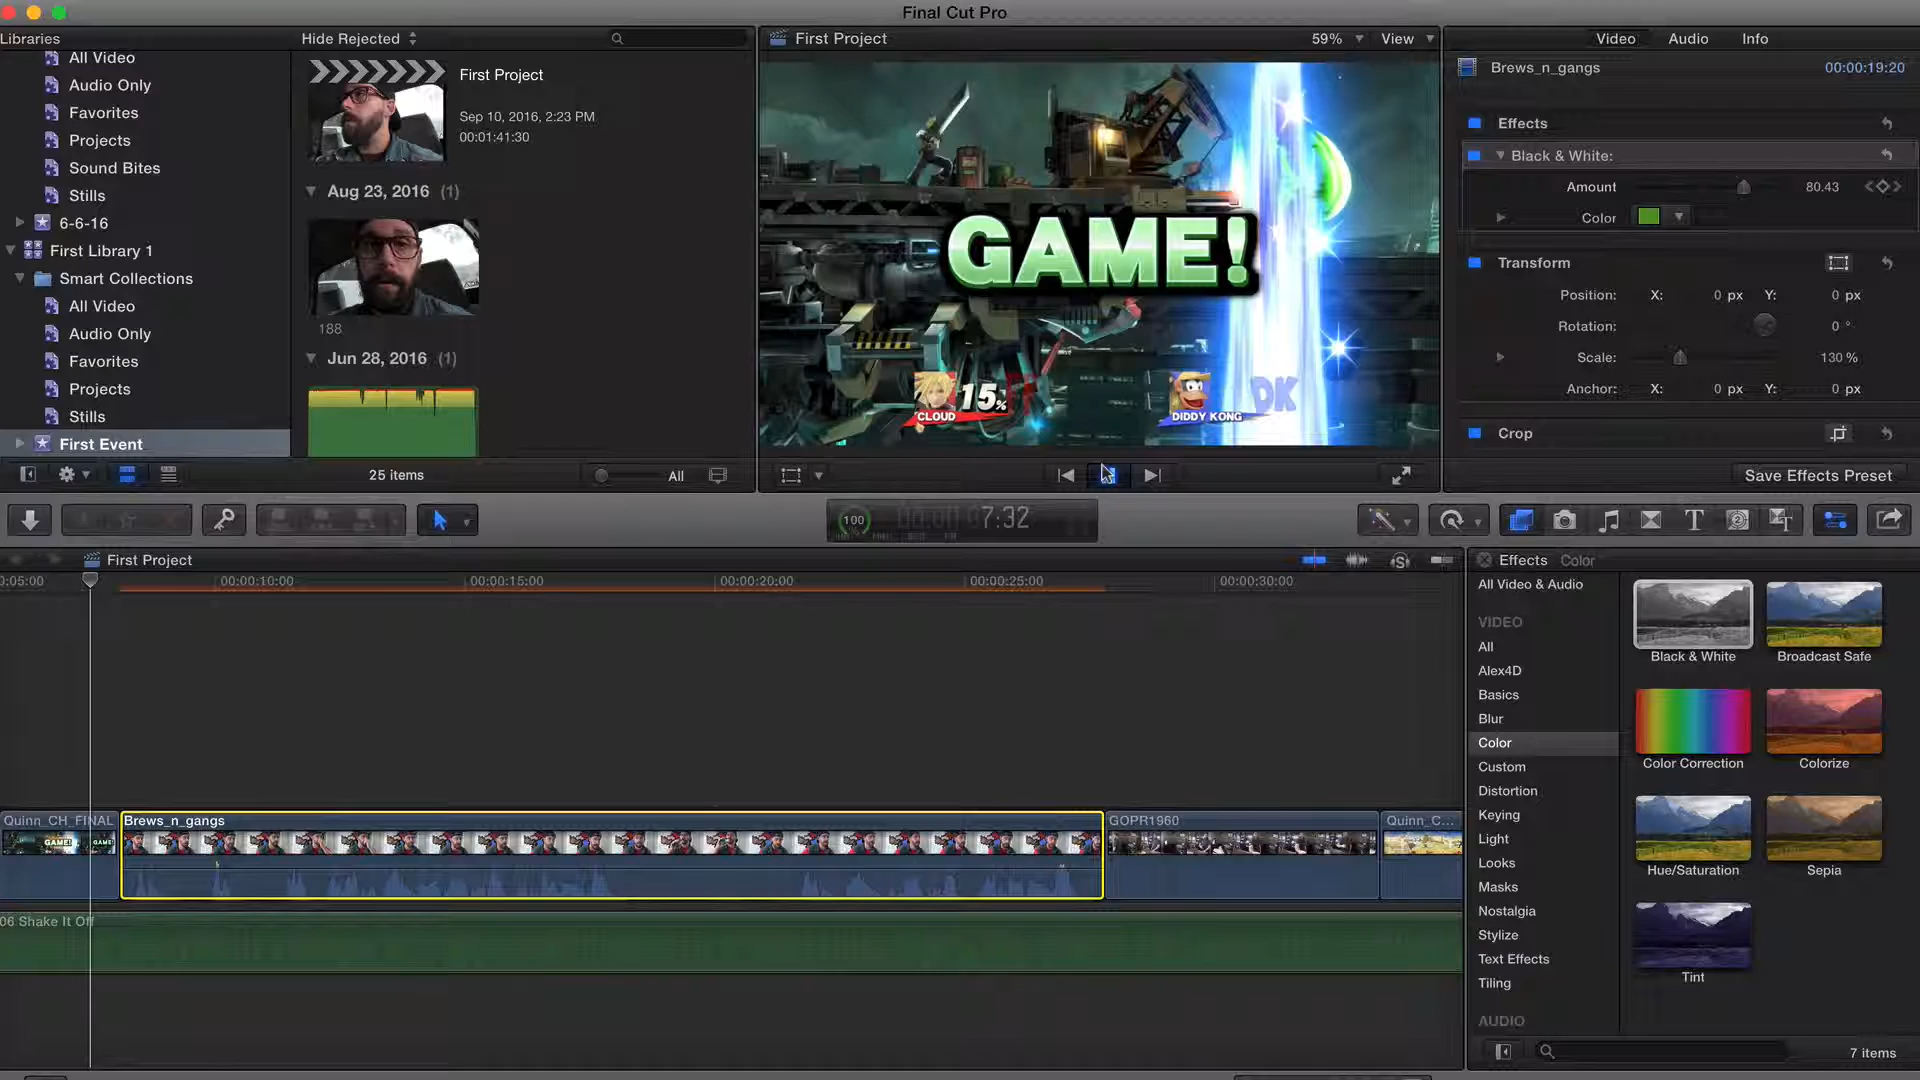 Final Cut Pro
Libraries
All Video
Audio Only
Favorites
Projects
Sound Bites
Stills
6-6-16
First Library 1
Smart Collections
All Video
Audio Only
Favorites
Projects
Stills
First Event
Hide Rejected
First Project
Sep 10, 2016, 2:23 PM
00:01:41:30
Aug 23, 2016 (1)
188
Jun 28, 2016 (1)
25 items
All
First Project
59%
View
GAME!
CLOUD
15%
DIDDY KONG
DK
Video Audio Info
Brews_n_gangs
00:00:19:20
Effects
Black & White:
Amount 80.43
Color
Transform
Position: X: 0 px Y: 0 px
Rotation: 0 °
Scale: 130 %
Anchor: X: 0 px Y: 0 px
Crop
Save Effects Preset
100
%
7:32
First Project
0:05:00
00:00:10:00
00:00:15:00
00:00:20:00
00:00:25:00
00:00:30:00
Quinn_CH_FINAL
Brews_n_gangs
GOPR1960
Quinn_C...
06 Shake It Off
Effects Color
All Video & Audio
VIDEO
All
Alex4D
Basics
Blur
Color
Custom
Distortion
Keying
Light
Looks
Masks
Nostalgia
Stylize
Text Effects
Tiling
AUDIO
Black & White
Broadcast Safe
Color Correction
Colorize
Hue/Saturation
Sepia
Tint
7 items